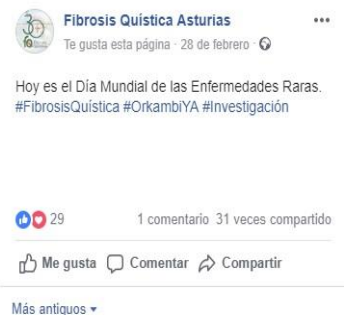 Fibrosis Quística Asturias
Te gusta esta página · 28 de febrero ·
Hoy es el Día Mundial de las Enfermedades Raras.
#FibrosisQuística #OrkambiYA #Investigación
29
1 comentario 31 veces compartido
Me gusta Comentar Compartir
Más antiguos